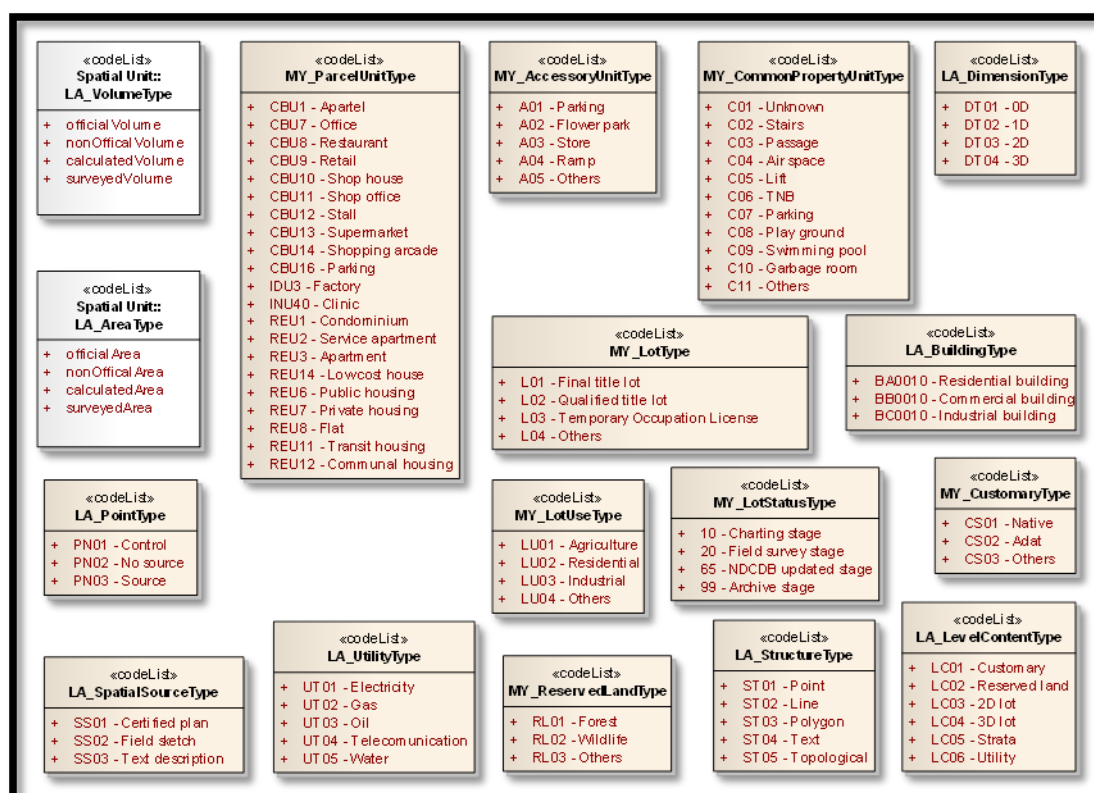 «codeList»
Spatial Unit::
LA_VolumeType
+ officialVolume
+ nonOfficalVolume
+ calculatedVolume
+ surveyedVolume
«codeList»
MY_ParcelUnitType
+ CBU1 - Apartel
+ CBU7 - Office
+ CBU8 - Restaurant
+ CBU9 - Retail
+ CBU10 - Shop house
+ CBU11 - Shop office
+ CBU12 - Stall
+ CBU13 - Supermarket
+ CBU14 - Shopping arcade
+ CBU16 - Parking
+ IDU3 - Factory
+ INU40 - Clinic
+ REU1 - Condominium
+ REU2 - Service apartment
+ REU3 - Apartment
+ REU14 - Lowcost house
+ REU6 - Public housing
+ REU7 - Private housing
+ REU8 - Flat
+ REU11 - Transit housing
+ REU12 - Communal housing
«codeList»
MY_AccessoryUnitType
+ A01 - Parking
+ A02 - Flower park
+ A03 - Store
+ A04 - Ramp
+ A05 - Others
«codeList»
MY_CommonPropertyUnitType
+ C01 - Unknown
+ C02 - Stairs
+ C03 - Passage
+ C04 - Air space
+ C05 - Lift
+ C06 - TNB
+ C07 - Parking
+ C08 - Play ground
+ C09 - Swimming pool
+ C10 - Garbage room
+ C11 - Others
«codeList»
LA_DimensionType
+ DT01 - 0D
+ DT02 - 1D
+ DT03 - 2D
+ DT04 - 3D
«codeList»
Spatial Unit::
LA_AreaType
+ officialArea
+ nonOfficalArea
+ calculatedArea
+ surveyedArea
«codeList»
MY_LotType
+ L01 - Final title lot
+ L02 - Qualified title lot
+ L03 - Temporary Occupation License
+ L04 - Others
«codeList»
LA_BuildingType
+ BA0010 - Residential building
+ BB0010 - Commercial building
+ BC0010 - Industrial building
«codeList»
LA_PointType
+ PN01 - Control
+ PN02 - No source
+ PN03 - Source
«codeList»
MY_LotUseType
+ LU01 - Agriculture
+ LU02 - Residential
+ LU03 - Industrial
+ LU04 - Others
«codeList»
MY_LotStatusType
+ 10 - Charting stage
+ 20 - Field survey stage
+ 65 - NDCDB updated stage
+ 99 - Archive stage
«codeList»
MY_CustomaryType
+ CS01 - Native
+ CS02 - Adat
+ CS03 - Others
«codeList»
LA_SpatialSourceType
+ SS01 - Certified plan
+ SS02 - Field sketch
+ SS03 - Text description
«codeList»
LA_UtilityType
+ UT01 - Electricity
+ UT02 - Gas
+ UT03 - Oil
+ UT04 - Telecomunication
+ UT05 - Water
«codeList»
MY_ReservedLandType
+ RL01 - Forest
+ RL02 - Wildlife
+ RL03 - Others
«codeList»
LA_StructureType
+ ST01 - Point
+ ST02 - Line
+ ST03 - Polygon
+ ST04 - Text
+ ST05 - Topological
«codeList»
LA_LevelContentType
+ LC01 - Customary
+ LC02 - Reserved land
+ LC03 - 2D lot
+ LC04 - 3D lot
+ LC05 - Strata
+ LC06 - Utility